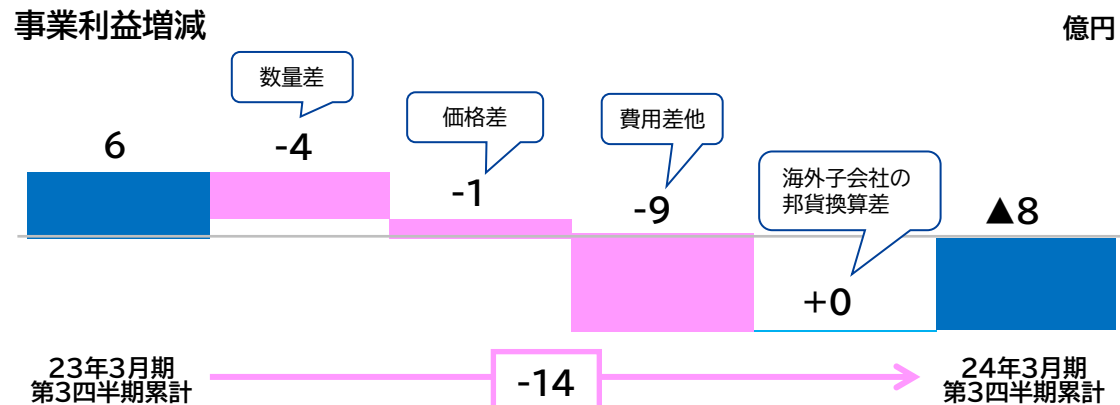 事業利益増減
億円
数量差
価格差
費用差他
海外子会社の
邦貨換算差
6
-4
-1
-9
+0
▲8
23年3月期
第3四半期累計
-14
24年3月期
第3四半期累計